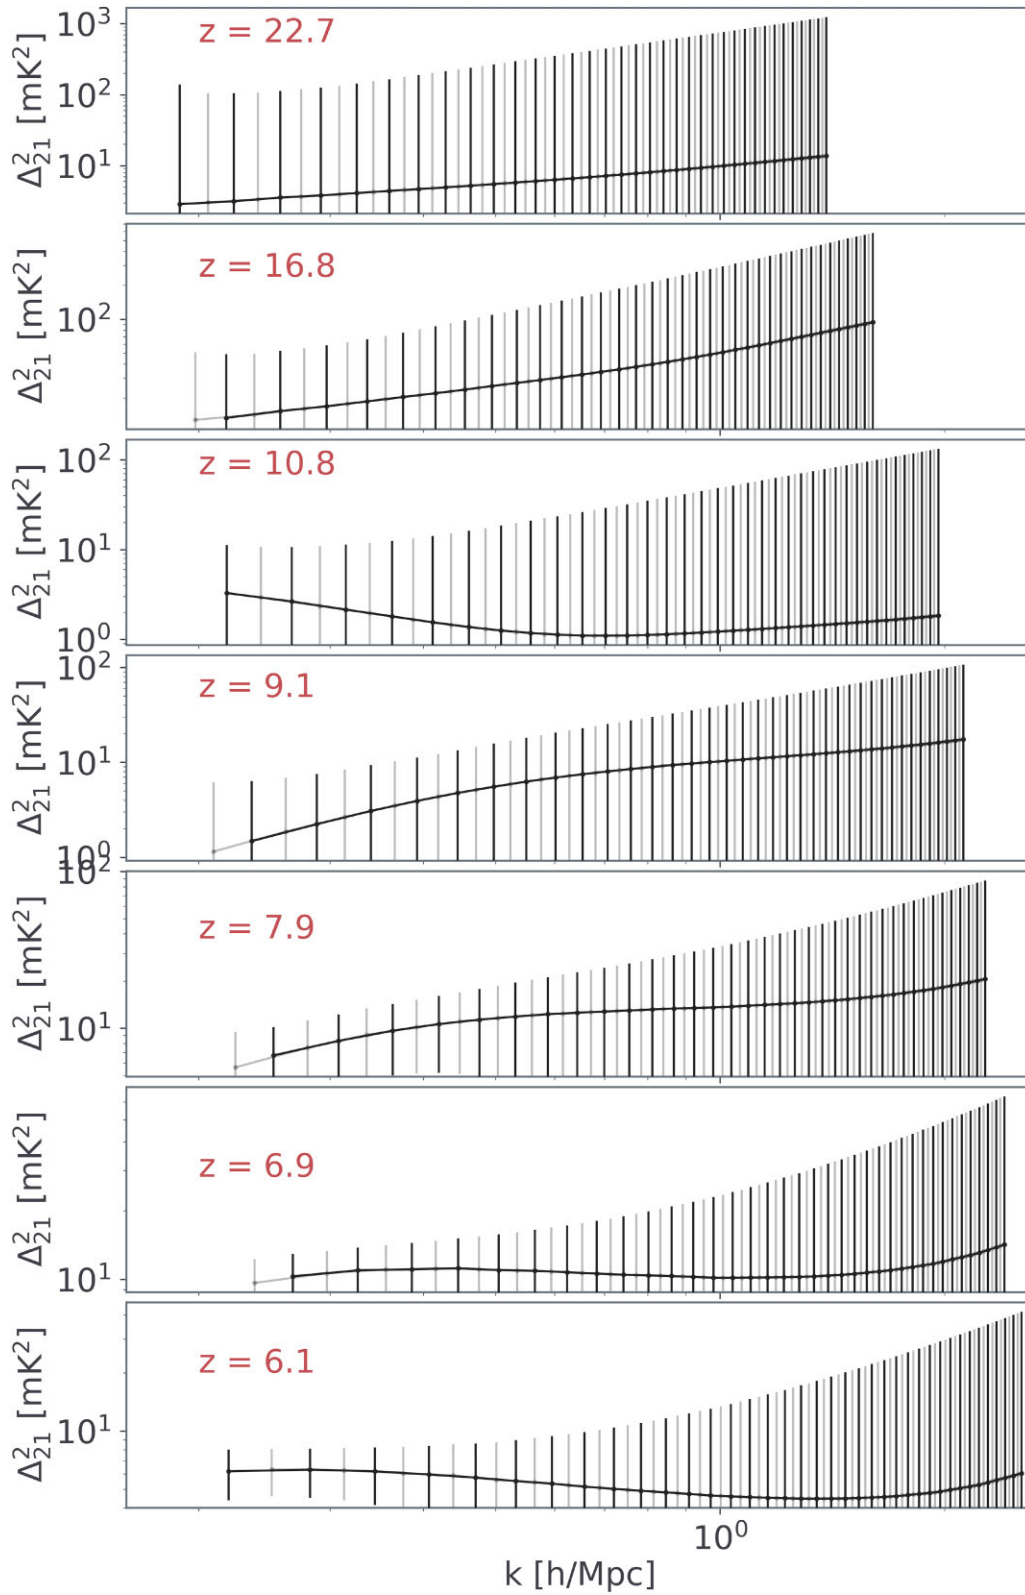 10³
10²
10¹
Δ²₂₁ [mK²]
z = 22.7
10²
Δ²₂₁ [mK²]
z = 16.8
10²
10¹
10⁰
Δ²₂₁ [mK²]
z = 10.8
10²
10¹
10⁰
Δ²₂₁ [mK²]
z = 9.1
10²
10¹
Δ²₂₁ [mK²]
z = 7.9
10¹
Δ²₂₁ [mK²]
z = 6.9
10¹
Δ²₂₁ [mK²]
z = 6.1
10⁰
k [h/Mpc]